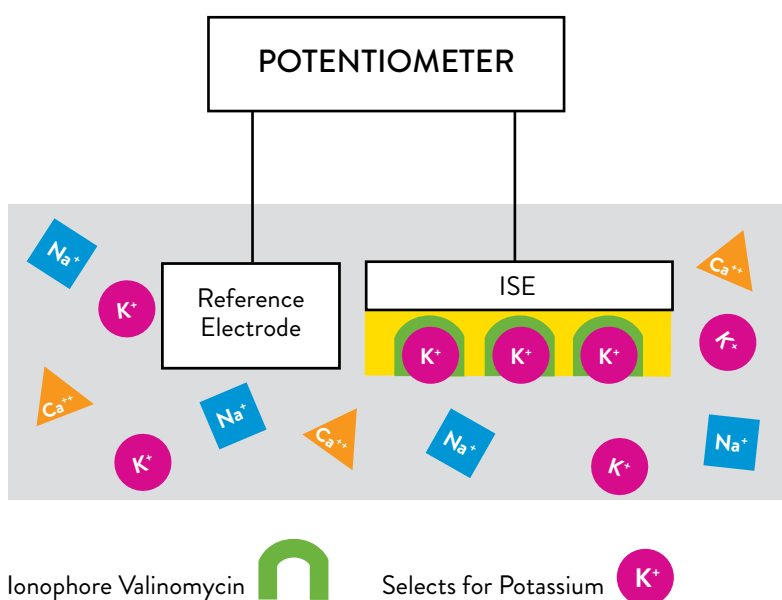 POTENTIOMETER
Na⁺
Ca⁺⁺
K⁺
Reference
Electrode
ISE
K⁺
K⁺
K⁺
K⁺
Ca⁺⁺
Na⁺
Ca⁺⁺
Na⁺
Na⁺
K⁺
K⁺
Ionophore Valinomycin
Selects for Potassium
K⁺